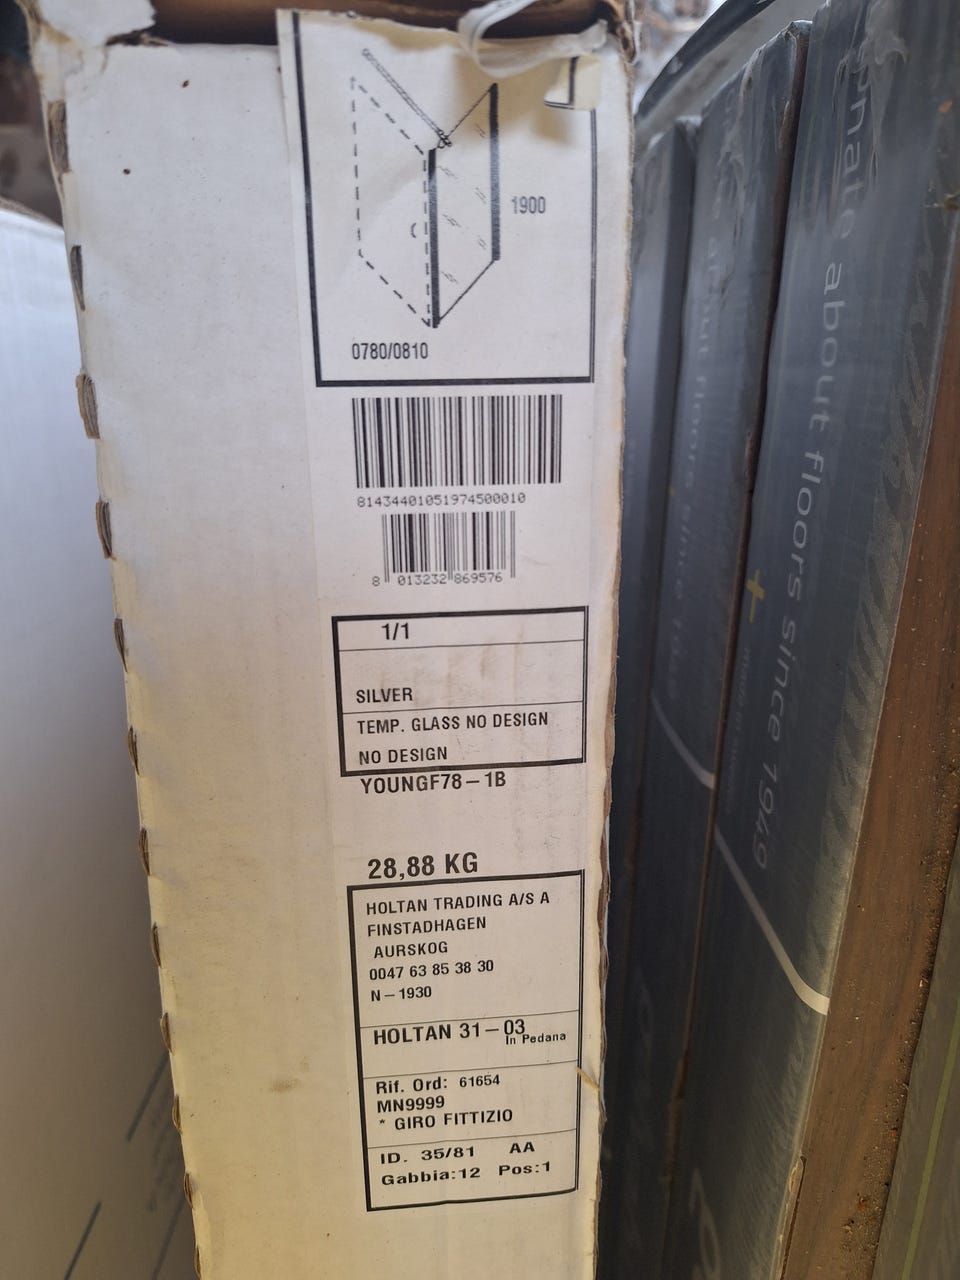 1900
0780/0810
81434401051974500010
8 013232 869576
1/1
SILVER
TEMP. GLASS NO DESIGN
NO DESIGN
YOUNGF78-1B
28,88 KG
HOLTAN TRADING A/S A
FINSTADHAGEN
AURSKOG
0047 63 85 38 30
N-1930
HOLTAN 31-03
In Pedana
Rif. Ord: 61654
MN9999
* GIRO FITTIZIO
ID. 35/81 AA
Gabbia:12 Pos:1
about floors since 1949